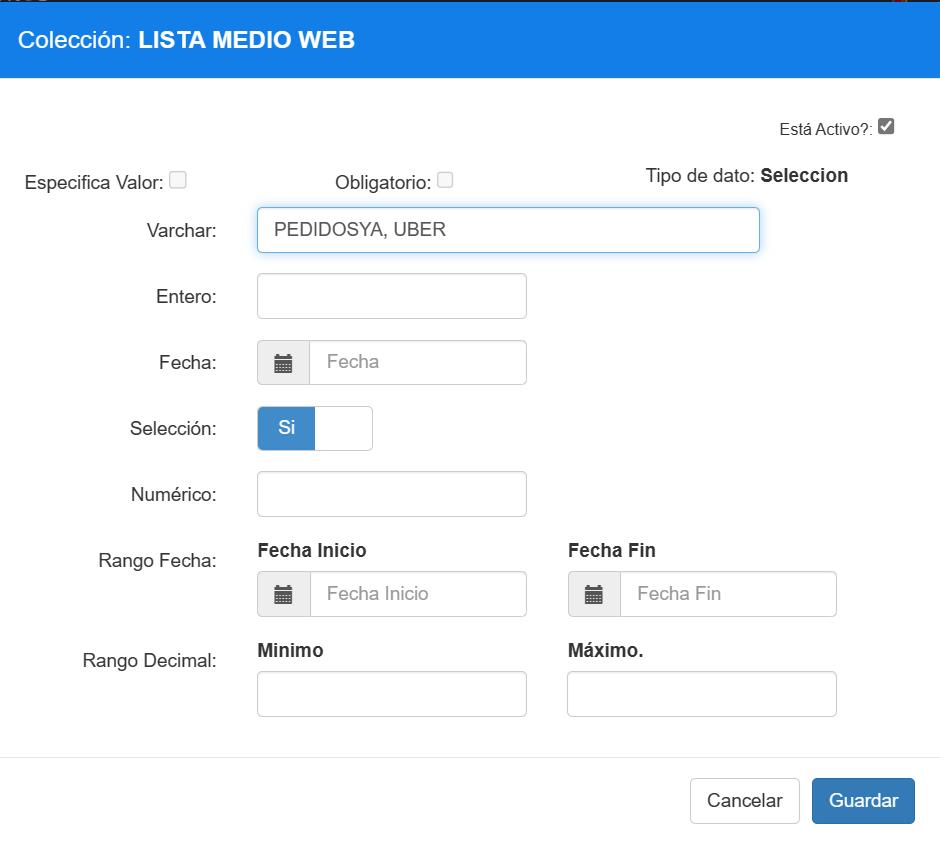 Colección: LISTA MEDIO WEB
Está Activo?:
Especifica Valor:
Obligatorio:
Tipo de dato: Seleccion
Varchar: PEDIDOSYA, UBER
Entero:
Fecha: Fecha
Selección: Si
Numérico:
Rango Fecha:
Fecha Inicio
Fecha Fin
Fecha Inicio
Fecha Fin
Rango Decimal:
Minimo
Máximo.
Cancelar
Guardar